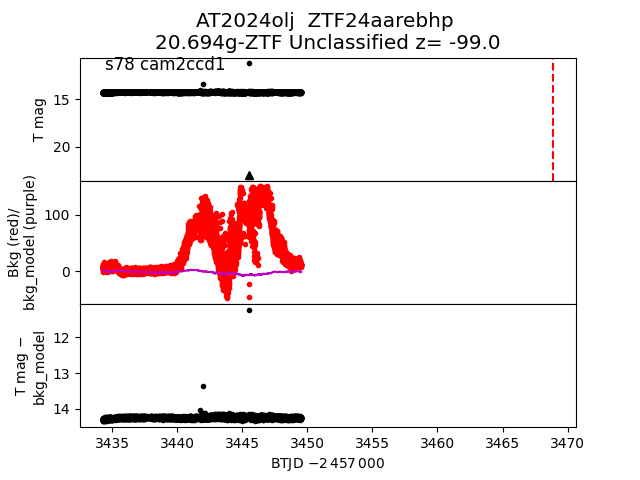 AT2024olj  ZTF24aarebhp
20.694g-ZTF Unclassified z= -99.0
s78 cam2ccd1
T mag
15
20
Bkg (red)/
bkg_model (purple)
100
0
T mag −
bkg_model
12
13
14
3435
3440
3445
3450
3455
3460
3465
3470
BTJD −2 457 000